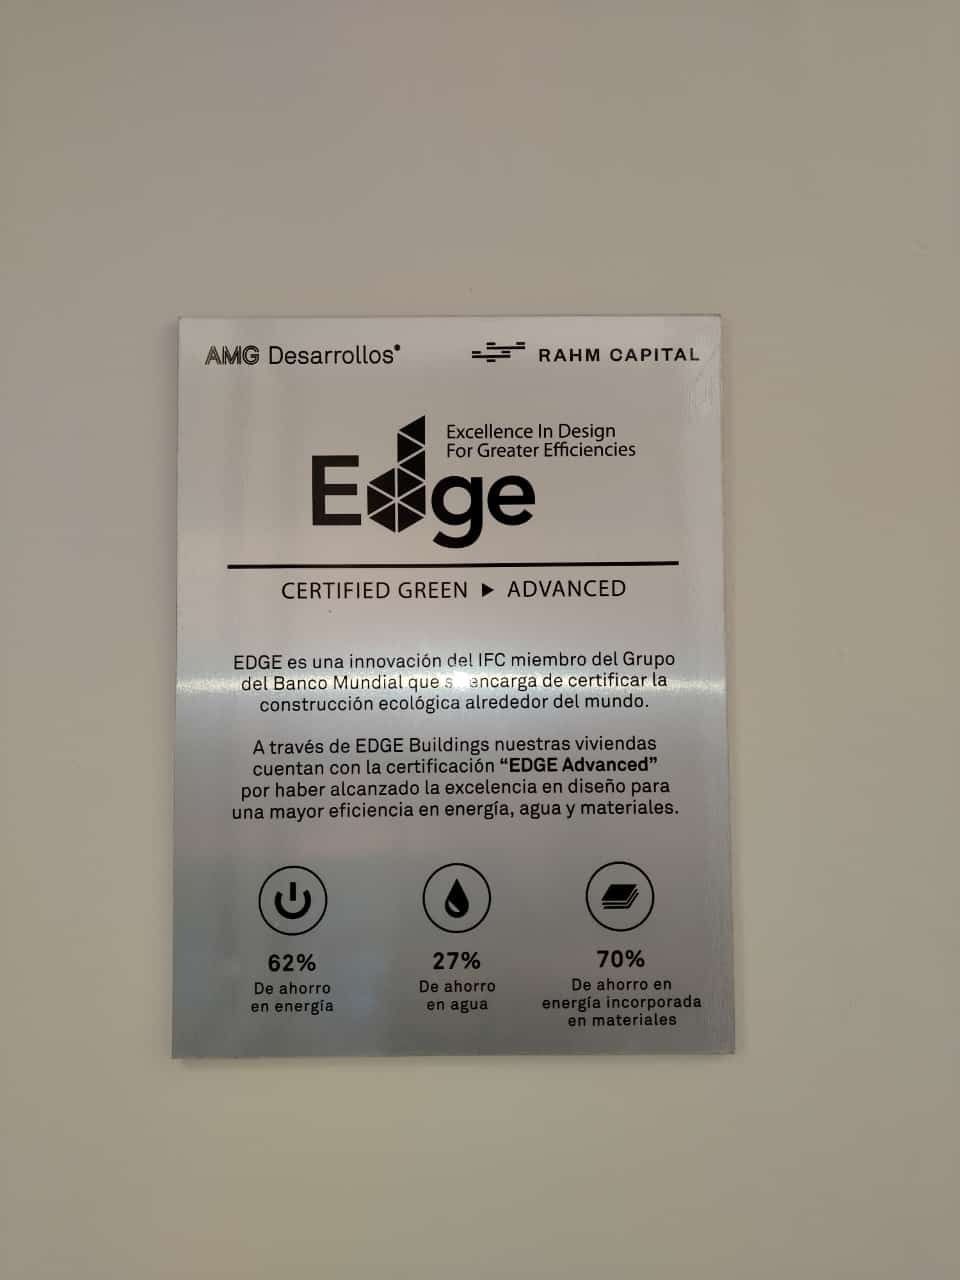 AMG Desarrollos®
RAHM CAPITAL
Edge
Excellence In Design
For Greater Efficiencies
CERTIFIED GREEN ▶ ADVANCED
EDGE es una innovación del IFC miembro del Grupo
del Banco Mundial que se encarga de certificar la
construcción ecológica alrededor del mundo.
A través de EDGE Buildings nuestras viviendas
cuentan con la certificación “EDGE Advanced”
por haber alcanzado la excelencia en diseño para
una mayor eficiencia en energía, agua y materiales.
62%
De ahorro
en energía
27%
De ahorro
en agua
70%
De ahorro en
energía incorporada
en materiales